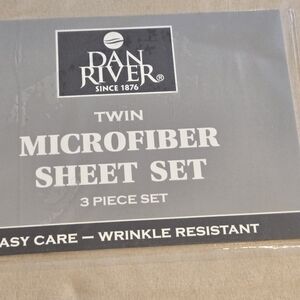 DAN
RIVER®
SINCE 1876
TWIN
MICROFIBER
SHEET SET
3 PIECE SET
ASY CARE — WRINKLE RESISTANT